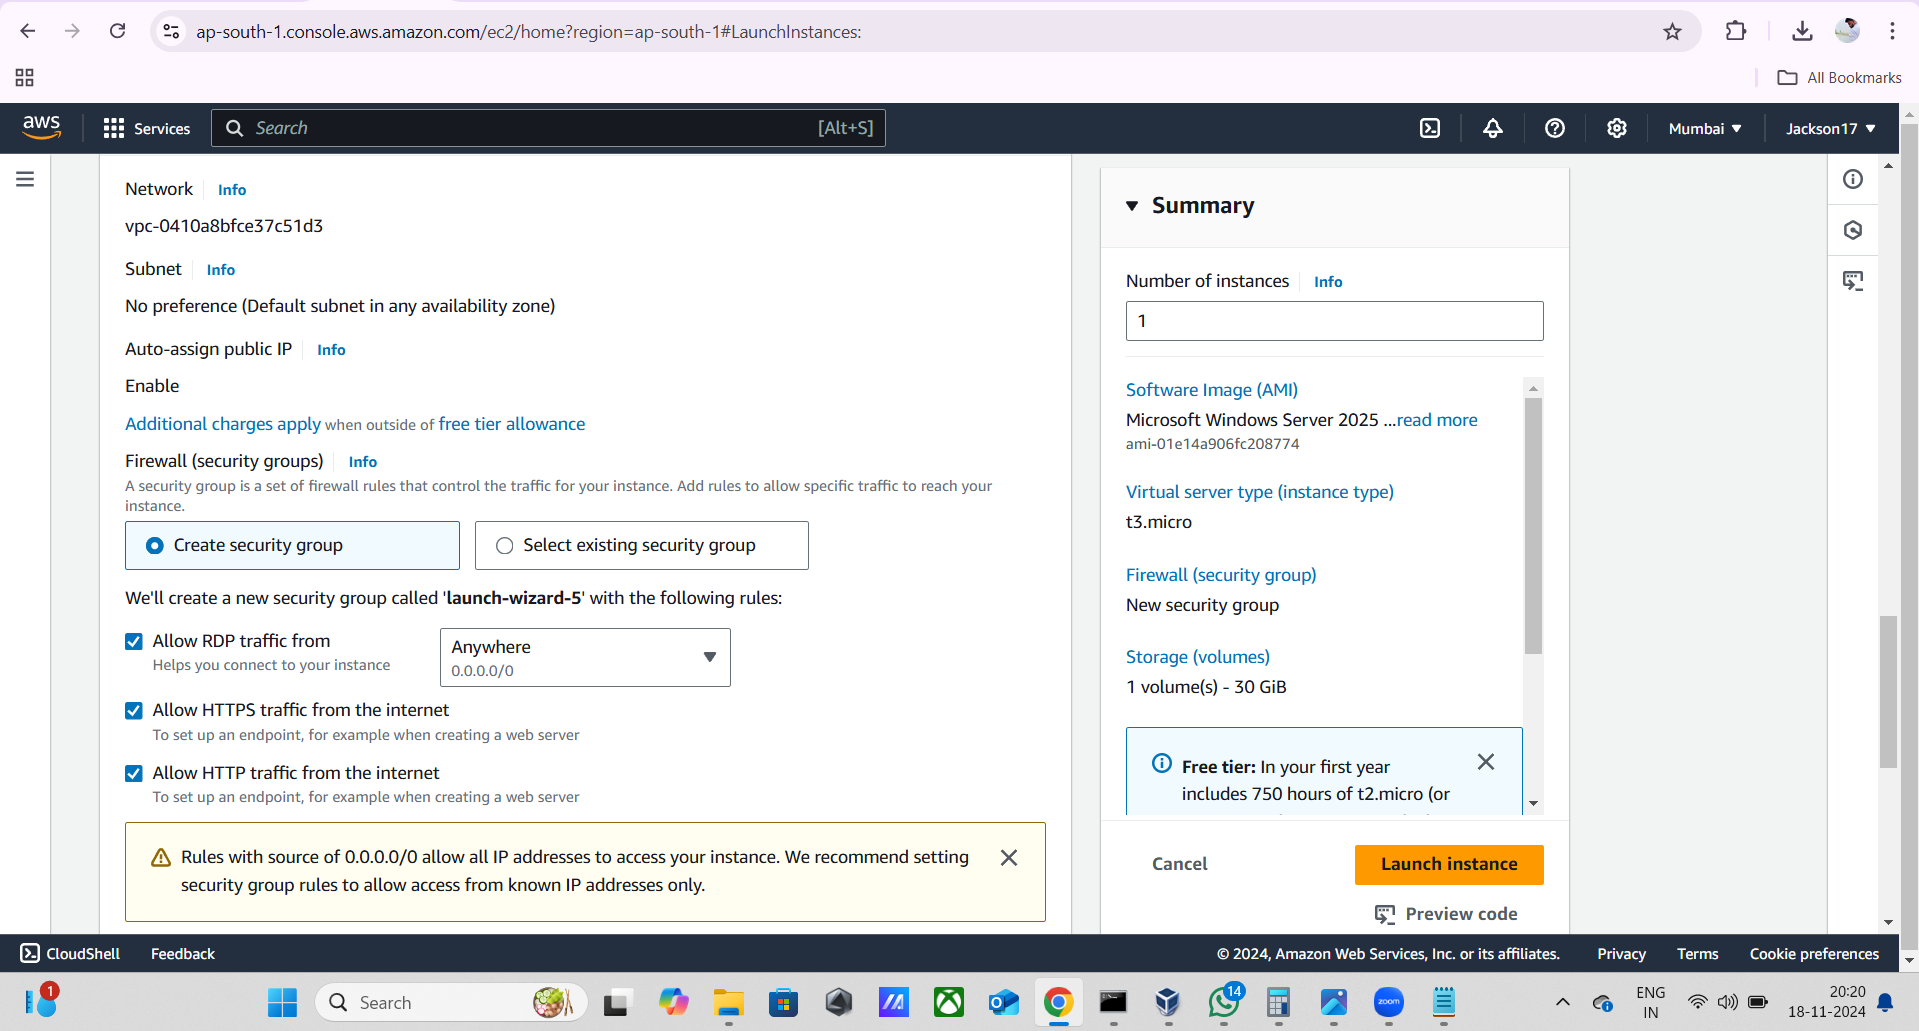 ap-south-1.console.aws.amazon.com/ec2/home?region=ap-south-1#LaunchInstances:
All Bookmarks
aws
Services
Search
[Alt+S]
Mumbai
Jackson17
Network
Info
vpc-0410a8bfce37c51d3
Subnet
Info
No preference (Default subnet in any availability zone)
Auto-assign public IP
Info
Enable
Additional charges apply when outside of free tier allowance
Firewall (security groups)
Info
A security group is a set of firewall rules that control the traffic for your instance. Add rules to allow specific traffic to reach your
instance.
Create security group
Select existing security group
We'll create a new security group called 'launch-wizard-5' with the following rules:
Allow RDP traffic from
Helps you connect to your instance
Anywhere
0.0.0.0/0
Allow HTTPS traffic from the internet
To set up an endpoint, for example when creating a web server
Allow HTTP traffic from the internet
To set up an endpoint, for example when creating a web server
Rules with source of 0.0.0.0/0 allow all IP addresses to access your instance. We recommend setting
security group rules to allow access from known IP addresses only.
Summary
Number of instances
Info
1
Software Image (AMI)
Microsoft Windows Server 2025 ...read more
ami-01e14a906fc208774
Virtual server type (instance type)
t3.micro
Firewall (security group)
New security group
Storage (volumes)
1 volume(s) - 30 GiB
Free tier: In your first year
includes 750 hours of t2.micro (or
Cancel
Launch instance
Preview code
CloudShell
Feedback
© 2024, Amazon Web Services, Inc. or its affiliates.
Privacy
Terms
Cookie preferences
1
Search
14
zoom
ENG
IN
20:20
18-11-2024